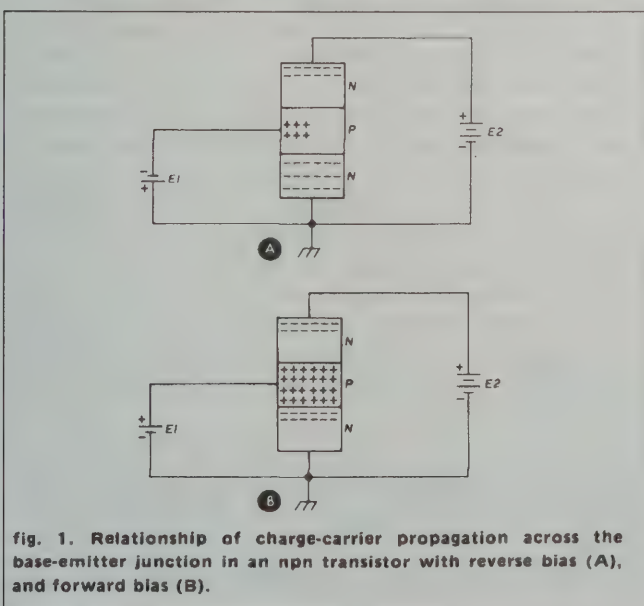 N
+++
+++
P
N
-
+
E1
+
-
E2
A
N
++++++
++++++
++++++
++++++
P
N
+
-
E1
+
-
E2
B
fig. 1. Relationship of charge-carrier propagation across the
base-emitter junction in an npn transistor with reverse bias (A),
and forward bias (B).